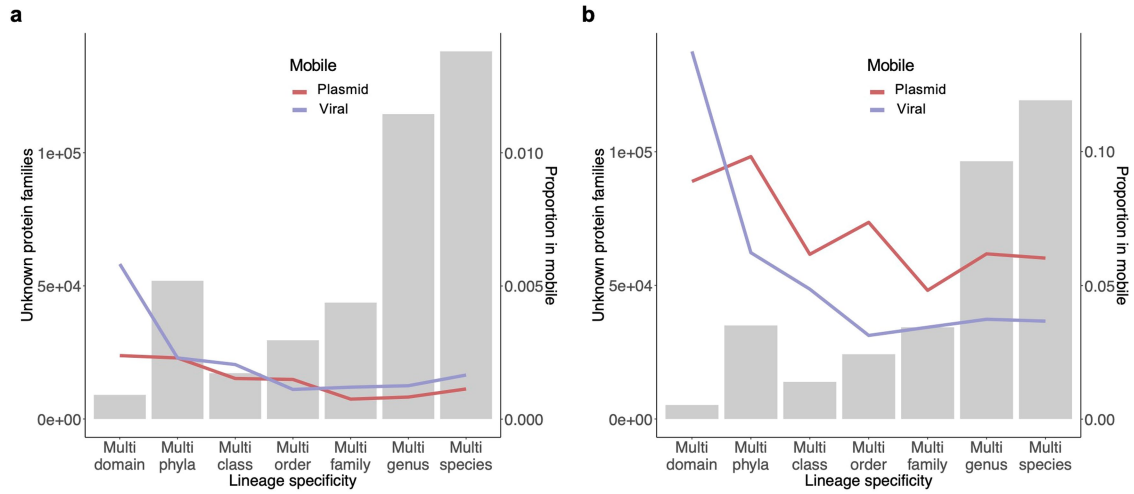 a
Unknown protein families
1e+05
5e+04
0e+00
Mobile
Plasmid
Viral
0.010
0.005
0.000
Proportion in mobile
Multi domain
Multi phyla
Multi class
Multi order
Multi family
Multi genus
Multi species
Lineage specificity
b
Unknown protein families
1e+05
5e+04
0e+00
Mobile
Plasmid
Viral
0.10
0.05
0.00
Proportion in mobile
Multi domain
Multi phyla
Multi class
Multi order
Multi family
Multi genus
Multi species
Lineage specificity